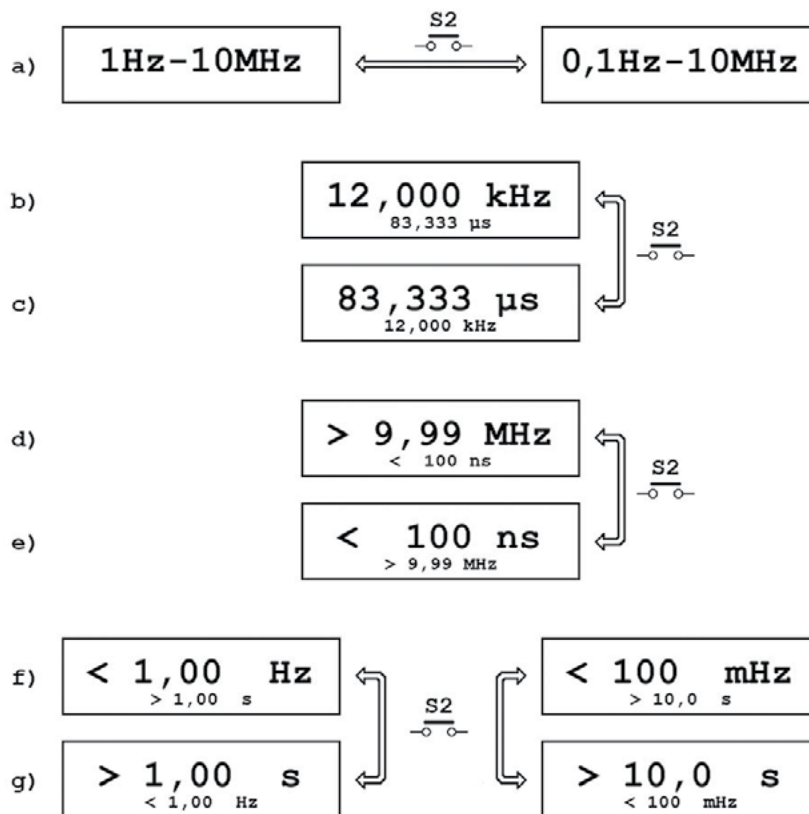 S2
a) 1Hz-10MHz 0,1Hz-10MHz
b) 12,000 kHz
83,333 µs
S2
c) 83,333 µs
12,000 kHz
d) > 9,99 MHz
< 100 ns
S2
e) < 100 ns
> 9,99 MHz
f) < 1,00 Hz < 100 mHz
> 1,00 s > 10,0 s
S2
g) > 1,00 s > 10,0 s
< 1,00 Hz < 100 mHz